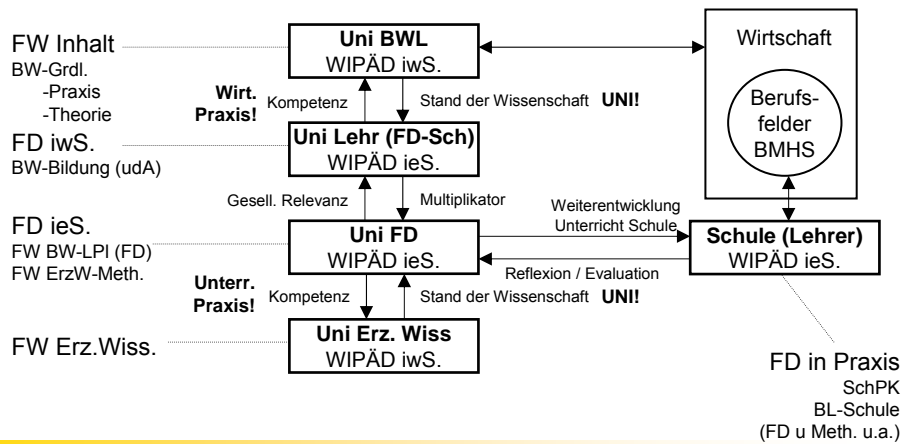 FW Inhalt
BW-Grdl.
-Praxis
-Theorie
Uni BWL
WIPÄD iwS.
Wirtschaft
Berufs-
felder
BMHS
Wirt.
Praxis!
Kompetenz
Stand der Wissenschaft UNI!
FD iwS.
BW-Bildung (udA)
Uni Lehr (FD-Sch)
WIPÄD ieS.
Gesell. Relevanz
Multiplikator
FD ieS.
FW BW-LPI (FD)
FW ErzW-Meth.
Uni FD
WIPÄD ieS.
Weiterentwicklung
Unterricht Schule
Reflexion / Evaluation
Schule (Lehrer)
WIPÄD ieS.
Unterr.
Praxis!
Kompetenz
Stand der Wissenschaft UNI!
FW Erz.Wiss.
Uni Erz. Wiss
WIPÄD iwS.
FD in Praxis
SchPK
BL-Schule
(FD u Meth. u.a.)